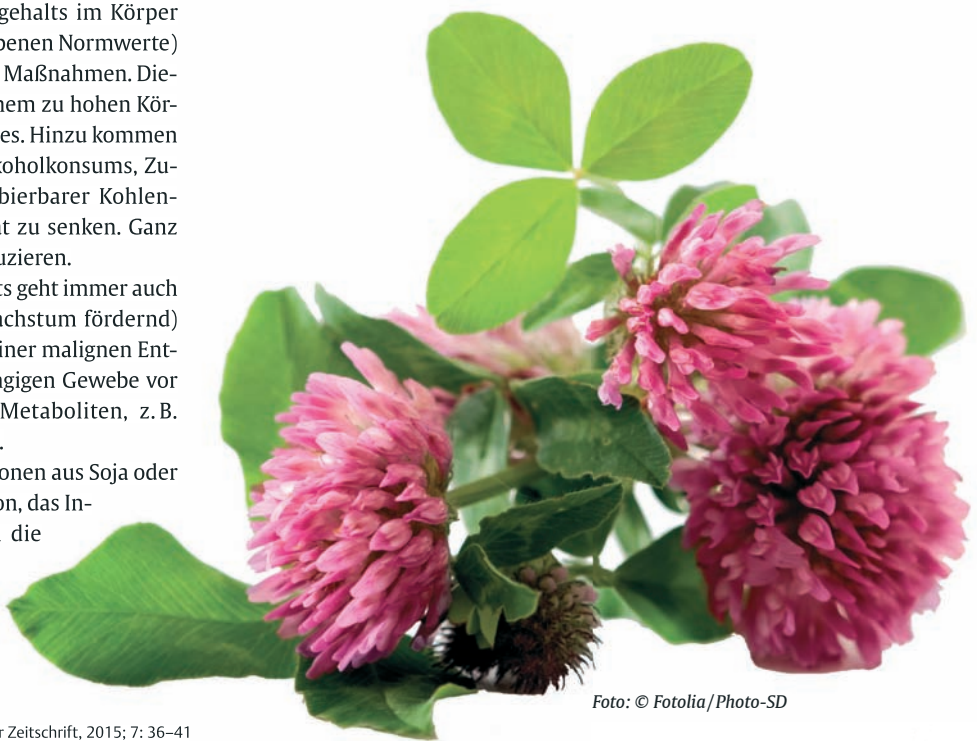 gehalts im Körper
benen Normwerte)
Maßnahmen. Die-
nem zu hohen Kör-
es. Hinzu kommen
koholkonsums, Zu-
bierbarer Kohlen-
t zu senken. Ganz
uzieren.
ts geht immer auch
achstum fördernd)
iner malignen Ent-
ngigen Gewebe vor
Metaboliten, z. B.
.
onen aus Soja oder
on, das In-
die
Foto: © Fotolia/Photo-SD
r Zeitschrift, 2015; 7: 36–41